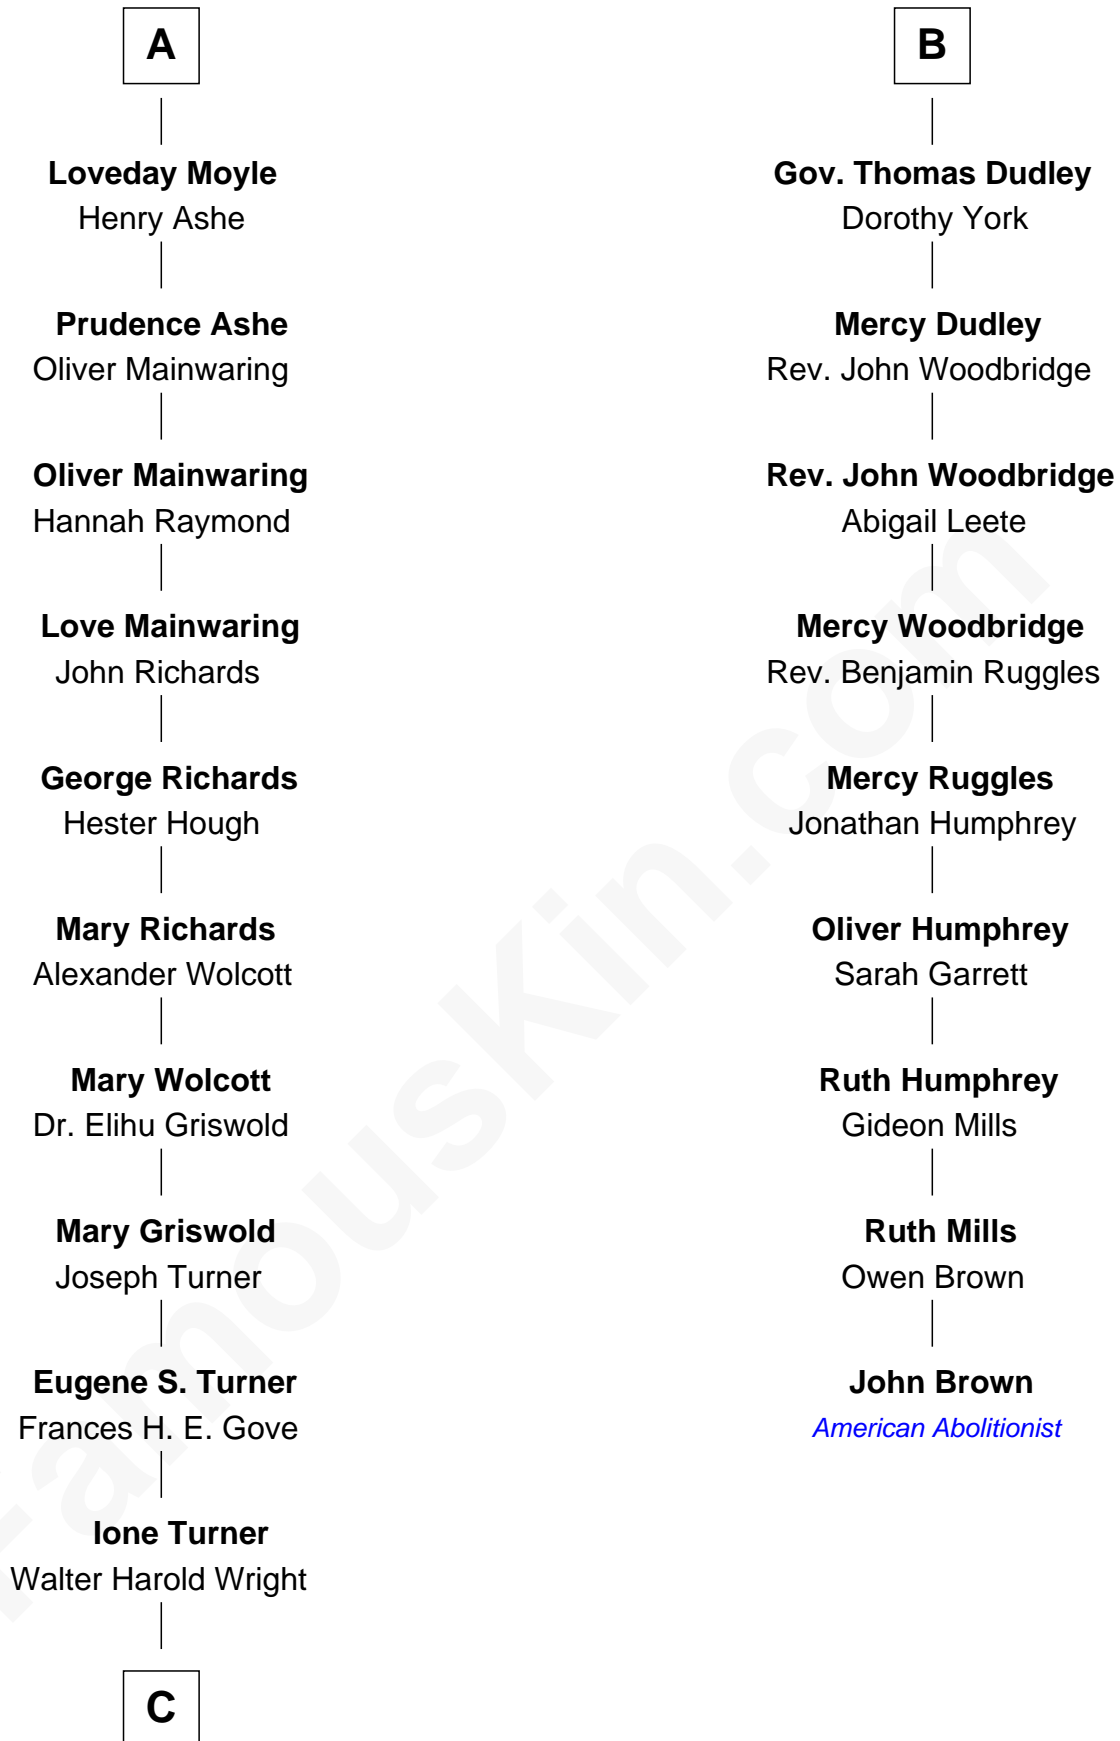 A
Loveday Moyle
Henry Ashe
Prudence Ashe
Oliver Mainwaring
Oliver Mainwaring
Hannah Raymond
Love Mainwaring
John Richards
George Richards
Hester Hough
Mary Richards
Alexander Wolcott
Mary Wolcott
Dr. Elihu Griswold
Mary Griswold
Joseph Turner
Eugene S. Turner
Frances H. E. Gove
Ione Turner
Walter Harold Wright
C
B
Gov. Thomas Dudley
Dorothy York
Mercy Dudley
Rev. John Woodbridge
Rev. John Woodbridge
Abigail Leete
Mercy Woodbridge
Rev. Benjamin Ruggles
Mercy Ruggles
Jonathan Humphrey
Oliver Humphrey
Sarah Garrett
Ruth Humphrey
Gideon Mills
Ruth Mills
Owen Brown
John Brown
American Abolitionist
FamousKin.com